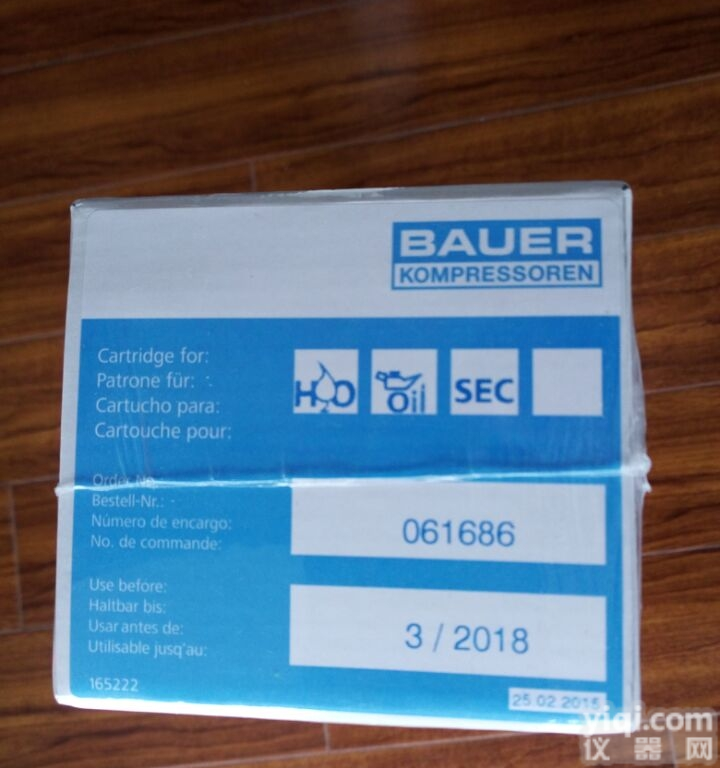 BAUER
KOMPRESSOREN
Cartridge for:
Patrone für:
Cartucho para:
Cartouche pour:
H2O
Oil
SEC
Order No.
Bestell-Nr.:
Número de encargo:
No. de commande:
061686
Use before:
Haltbar bis:
Usar antes de:
Utilisable jusq'au:
3 / 2018
165222
25.02 2015
yiqi.com
仪器网